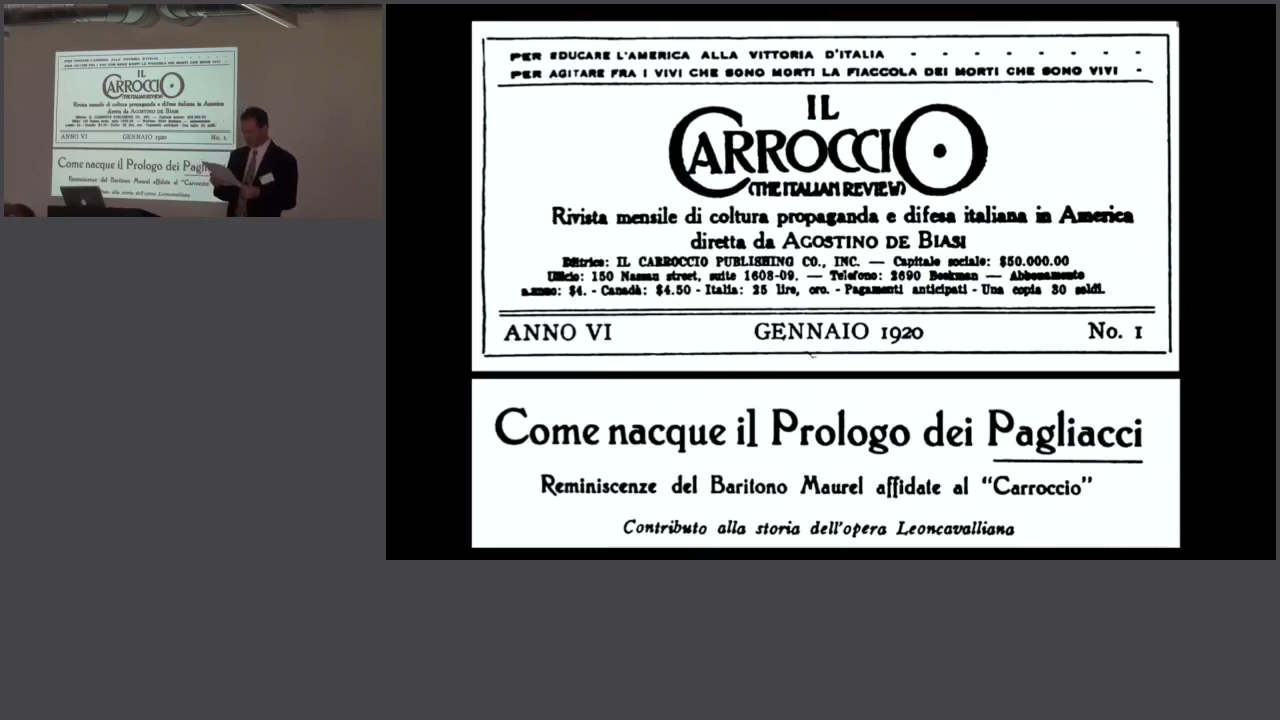 PER EDUCARE L'AMERICA ALLA VITTORIA D'ITALIA - - - - - - - - -
PER AGITARE FRA I VIVI CHE SONO MORTI LA FIACCOLA DEI MORTI CHE SONO VIVI -
IL
CARROCCIO
(THE ITALIAN REVIEW)
Rivista mensile di coltura propaganda e difesa italiana in America
diretta da AGOSTINO DE BIASI
Editrice: IL CARROCCIO PUBLISHING CO., INC. — Capitale sociale: $50.000.00
Ufficio: 150 Nassau street, suite 1608-09. — Telefono: 2690 Beekman — Abbonamento
anno: $4. - Canadà: $4.50 - Italia: 25 lire, oro. - Pagamenti anticipati - Una copia 30 soldi.
ANNO VI GENNAIO 1920 No. 1
Come nacque il Prologo dei Pagliacci
Reminiscenze del Baritono Maurel affidate al “Carroccio”
Contributo alla storia dell'opera Leoncavalliana